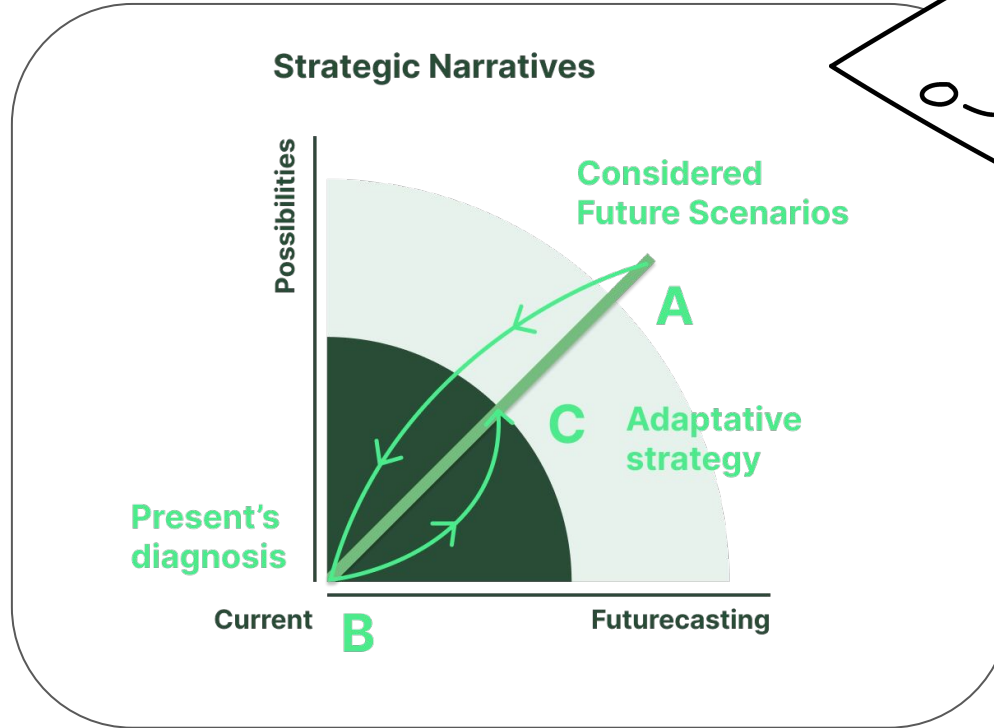 Strategic Narratives
Possibilities
Considered
Future Scenarios
A
C
Adaptative
strategy
Present’s
diagnosis
Current
B
Futurecasting